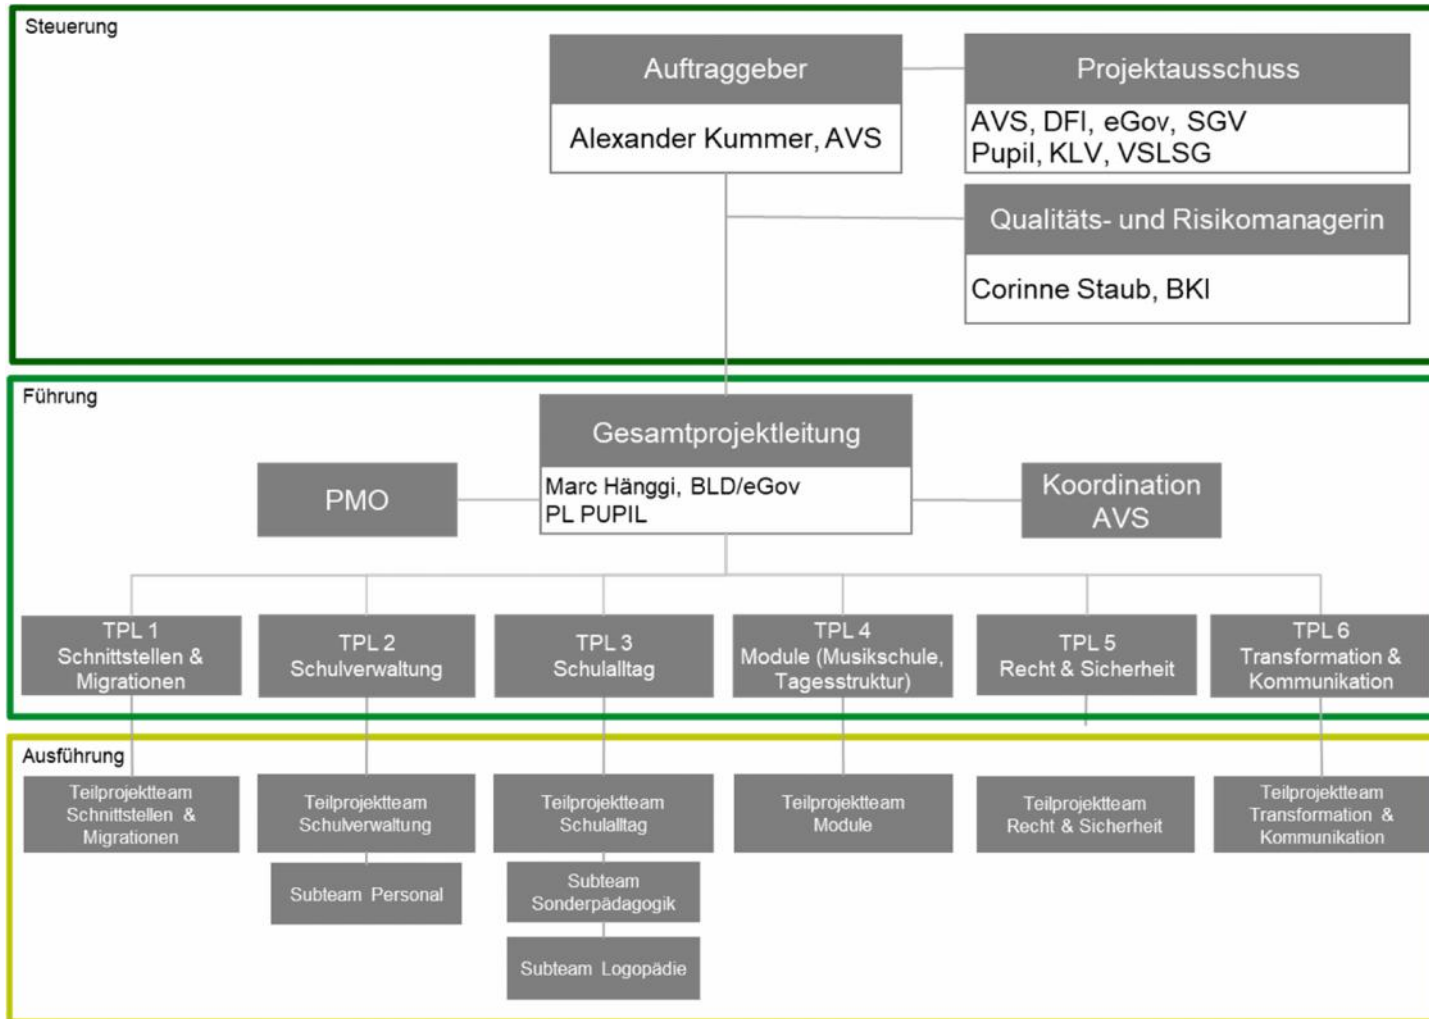 Steuerung
Auftraggeber
Alexander Kummer, AVS
Projektausschuss
AVS, DFI, eGov, SGV
Pupil, KLV, VSLSG
Qualitäts- und Risikomanagerin
Corinne Staub, BKI
Führung
Gesamtprojektleitung
Marc Hänggi, BLD/eGov
PL PUPIL
PMO
Koordination
AVS
TPL 1
Schnittstellen &
Migrationen
TPL 2
Schulverwaltung
TPL 3
Schulalltag
TPL 4
Module (Musikschule,
Tagesstruktur)
TPL 5
Recht & Sicherheit
TPL 6
Transformation &
Kommunikation
Ausführung
Teilprojektteam
Schnittstellen &
Migrationen
Teilprojektteam
Schulverwaltung
Subteam Personal
Teilprojektteam
Schulalltag
Subteam
Sonderpädagogik
Subteam Logopädie
Teilprojektteam
Module
Teilprojektteam
Recht & Sicherheit
Teilprojektteam
Transformation &
Kommunikation